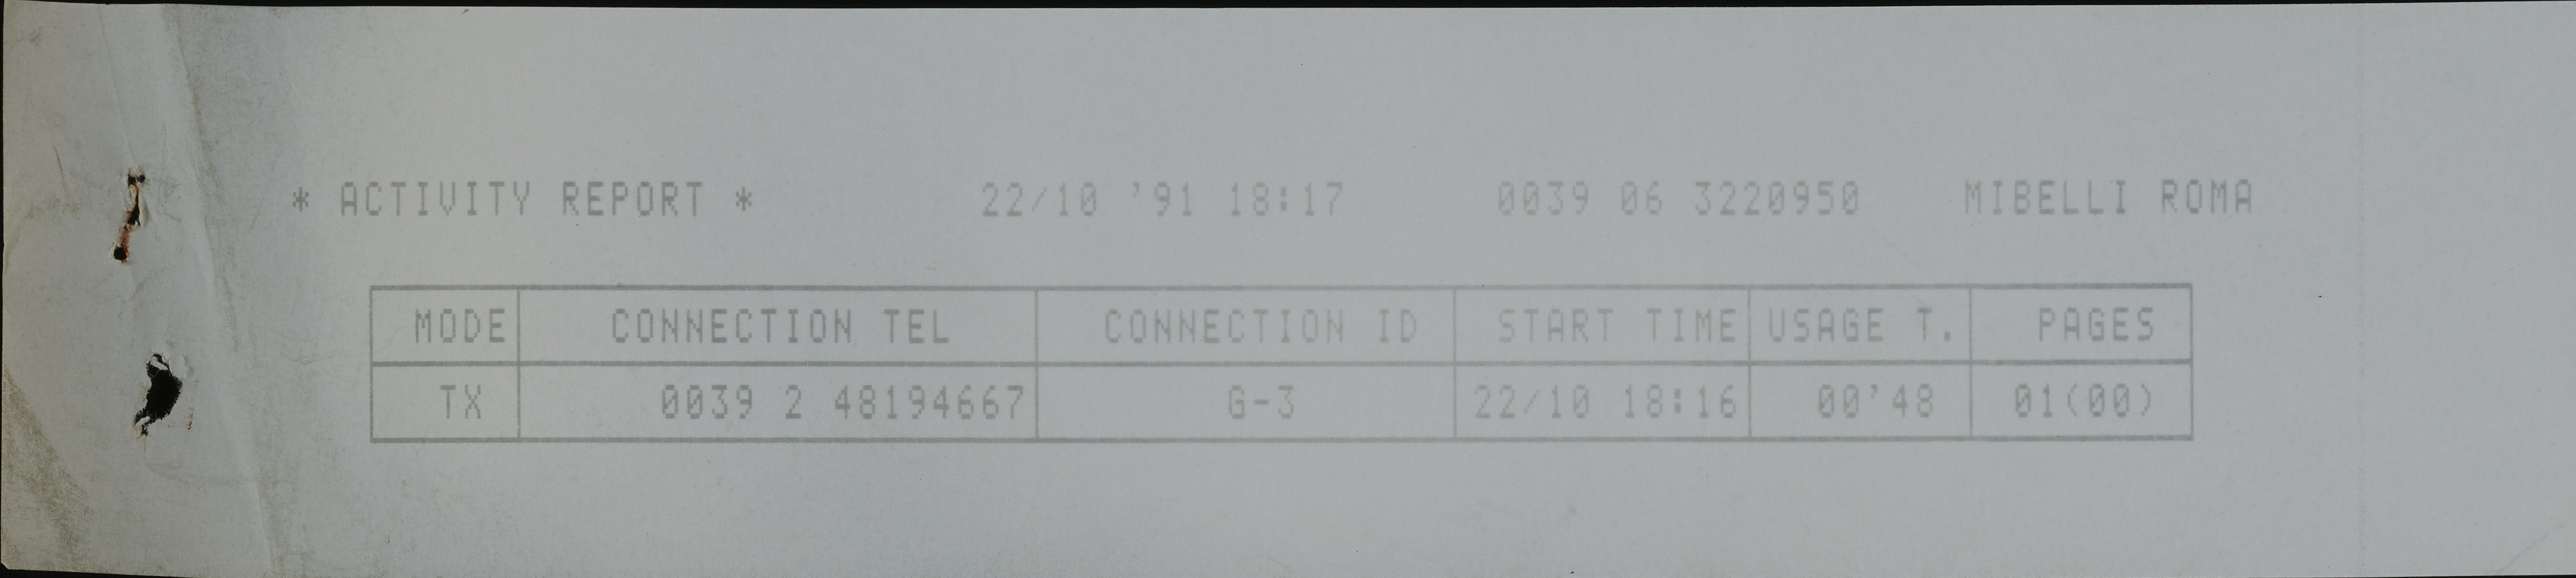 * ACTIVITY REPORT * 22/10 '91 18:17 0039 06 3220950 MIBELLI ROMA
MODE CONNECTION TEL CONNECTION ID START TIME USAGE T. PAGES
TX 0039 2 48194667 G-3 22/10 18:16 00'48 01(00)